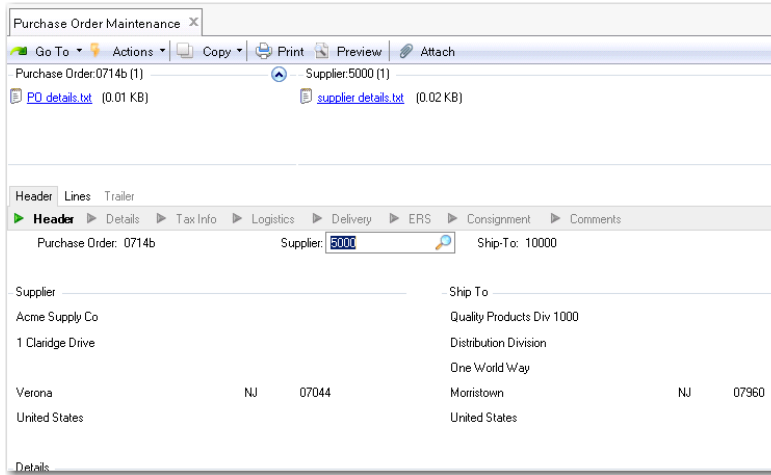 Purchase Order Maintenance X
Go To Actions Copy Print Preview Attach
Purchase Order:0714b (1) Supplier:5000 (1)
PO details.txt (0.01 KB) supplier details.txt (0.02 KB)
Header Lines Trailer
Header Details Tax Info Logistics Delivery ERS Consignment Comments
Purchase Order: 0714b Supplier: 5000 Ship-To: 10000
Supplier Ship To
Acme Supply Co Quality Products Div 1000
1 Claridge Drive Distribution Division
One World Way
Verona NJ 07044 Morristown NJ 07960
United States United States
Details